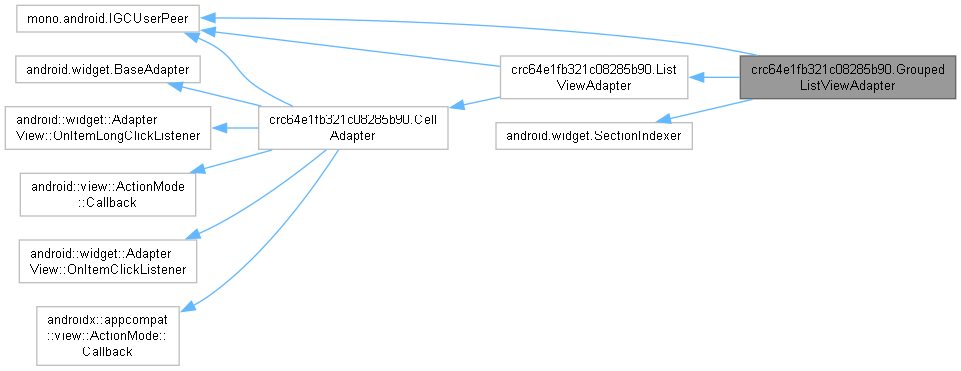 mono.android.IGCUserPeer
android.widget.BaseAdapter
android::widget::Adapter
View::OnItemLongClickListener
android::view::ActionMode
::Callback
android::widget::Adapter
View::OnItemClickListener
androidx::appcompat
::view::ActionMode::
Callback
crc64e1fb321c08285b90.Cell
Adapter
crc64e1fb321c08285b90.List
ViewAdapter
android.widget.SectionIndexer
crc64e1fb321c08285b90.Grouped
ListViewAdapter